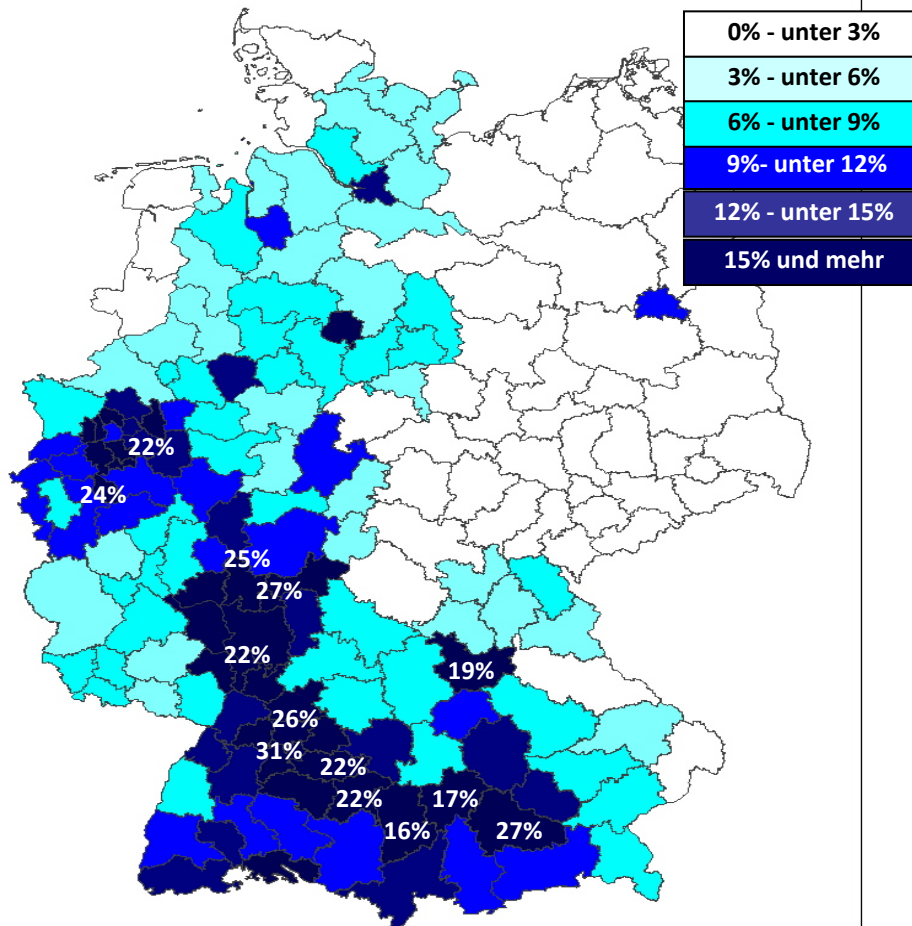 0% - unter 3%
3% - unter 6%
6% - unter 9%
9%- unter 12%
12% - unter 15%
15% und mehr
22%
24%
25%
27%
22%
19%
26%
31%
22%
22%
17%
16%
27%